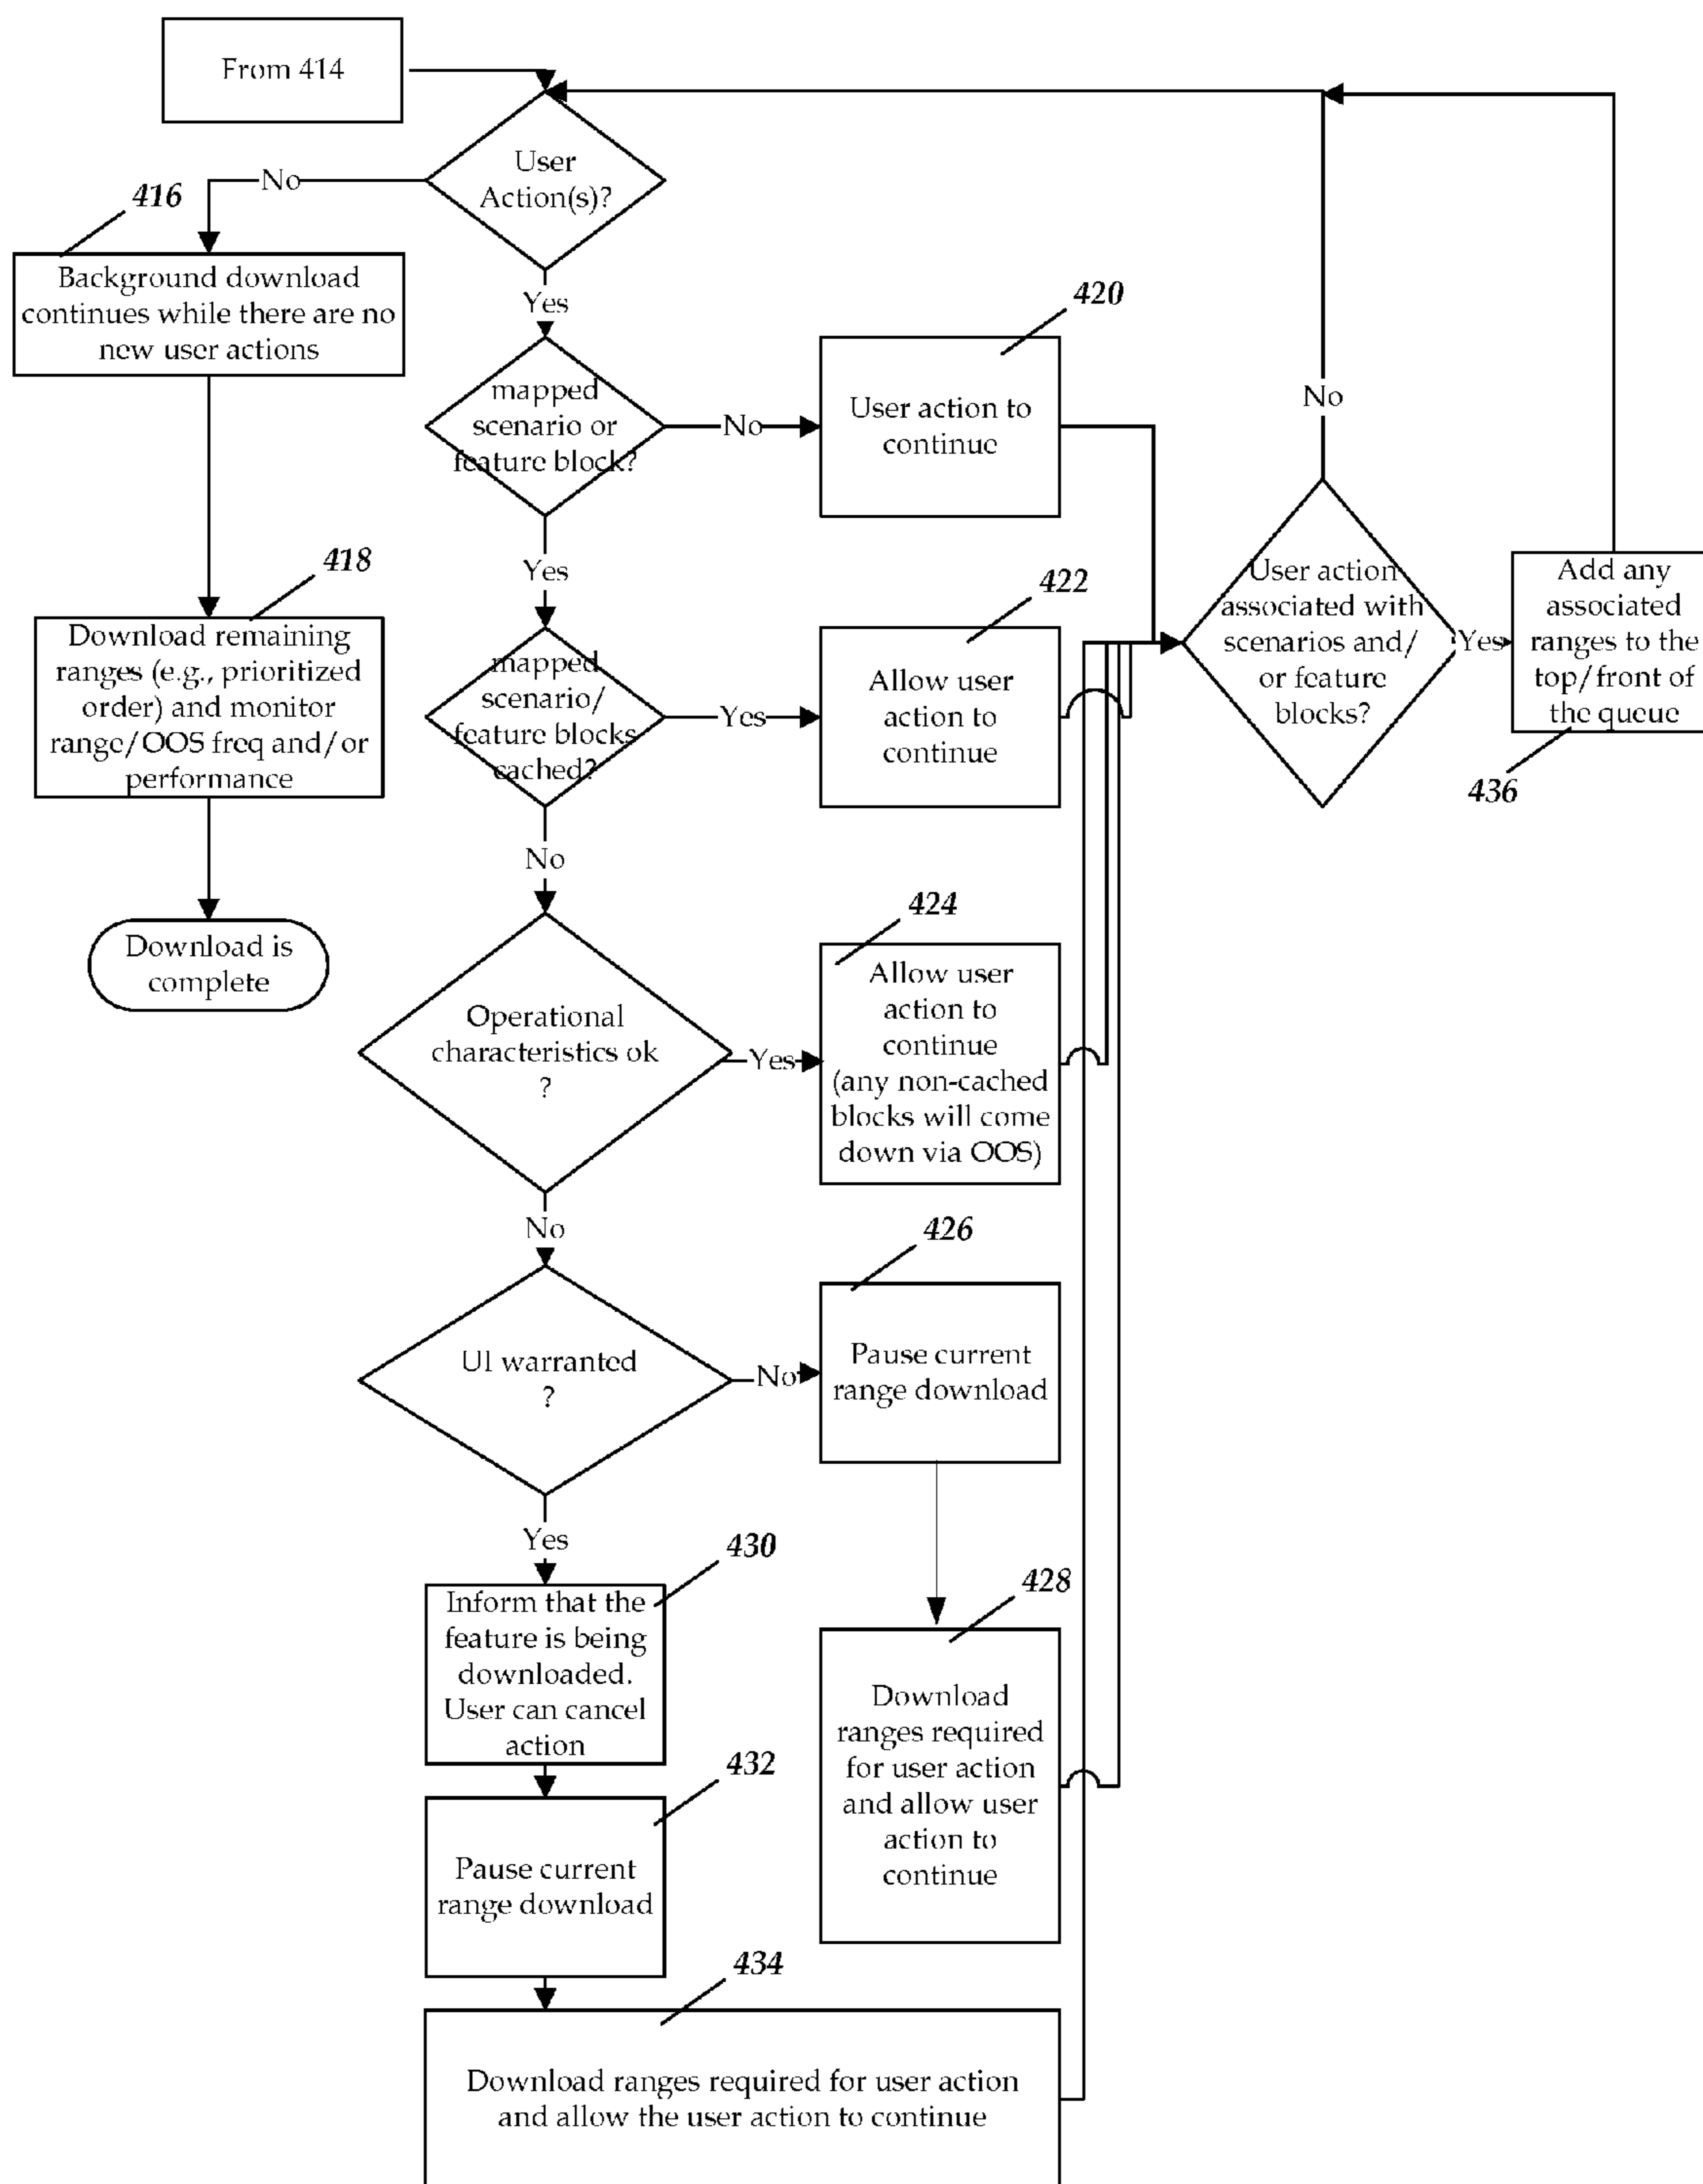 From 414
User
Action(s)?
No
416
Background download
continues while there are no
new user actions
418
Download remaining
ranges (e.g., prioritized
order) and monitor
range/OOS freq and/or
performance
Download is
complete
Yes
mapped
scenario or
feature block?
No
420
User action to
continue
Yes
mapped
scenario/
feature blocks
cached?
Yes
422
Allow user
action to
continue
No
Operational
characteristics ok
?
Yes
424
Allow user
action to
continue
(any non-cached
blocks will come
down via OOS)
No
UI warranted
?
No
426
Pause current
range download
428
Download
ranges required
for user action
and allow user
action to
continue
Yes
430
Inform that the
feature is being
downloaded.
User can cancel
action
432
Pause current
range download
434
Download ranges required for user action
and allow the user action to continue
No
User action
associated with
scenarios and/
or feature
blocks?
Yes
Add any
associated
ranges to the
top/front of
the queue
436